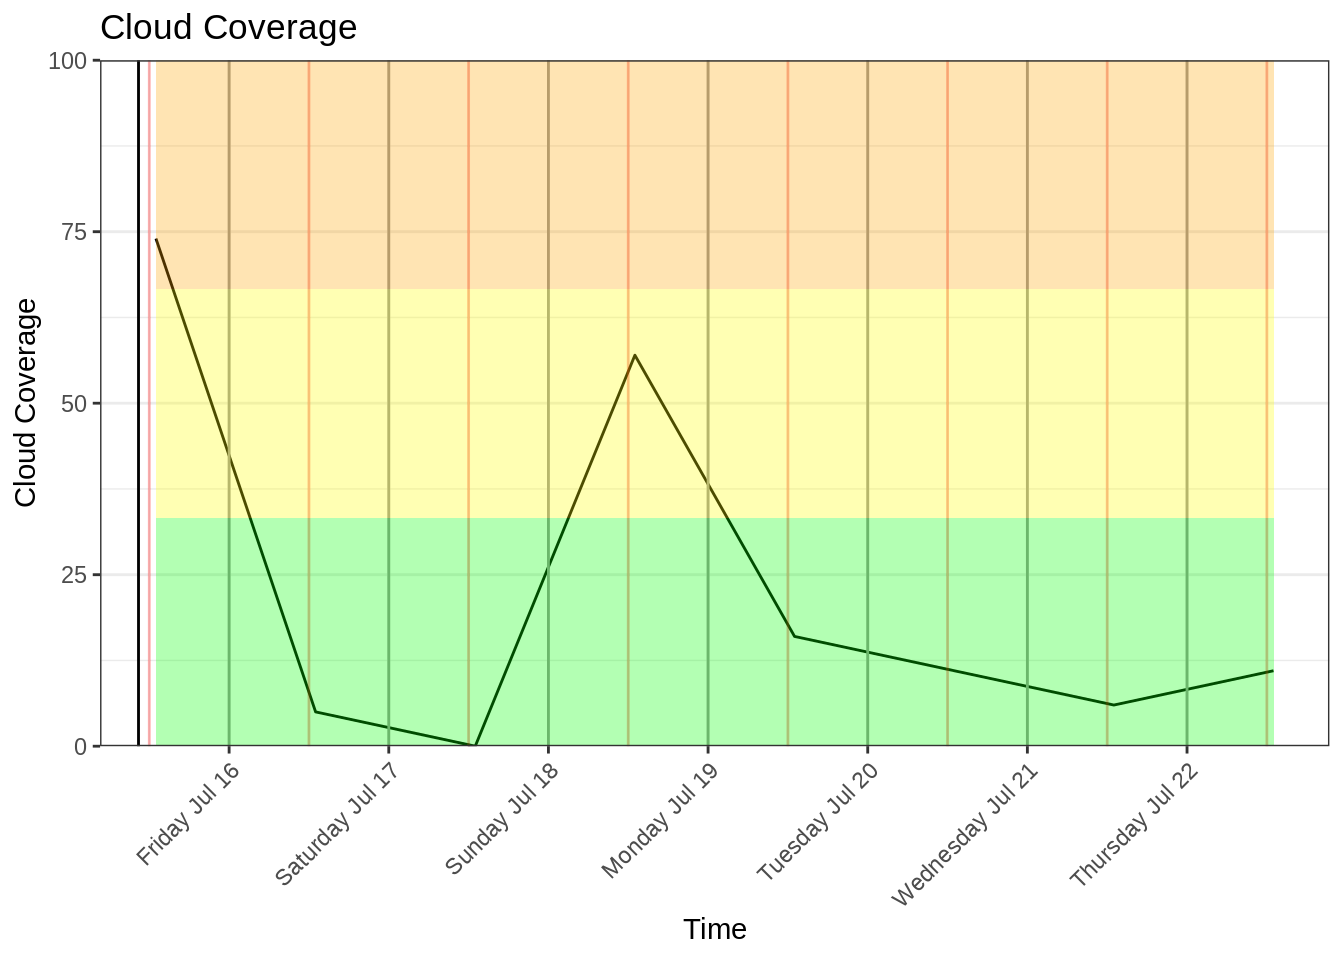 Cloud Coverage
100
75
50
25
0
Cloud Coverage
Friday Jul 16
Saturday Jul 17
Sunday Jul 18
Monday Jul 19
Tuesday Jul 20
Wednesday Jul 21
Thursday Jul 22
Time